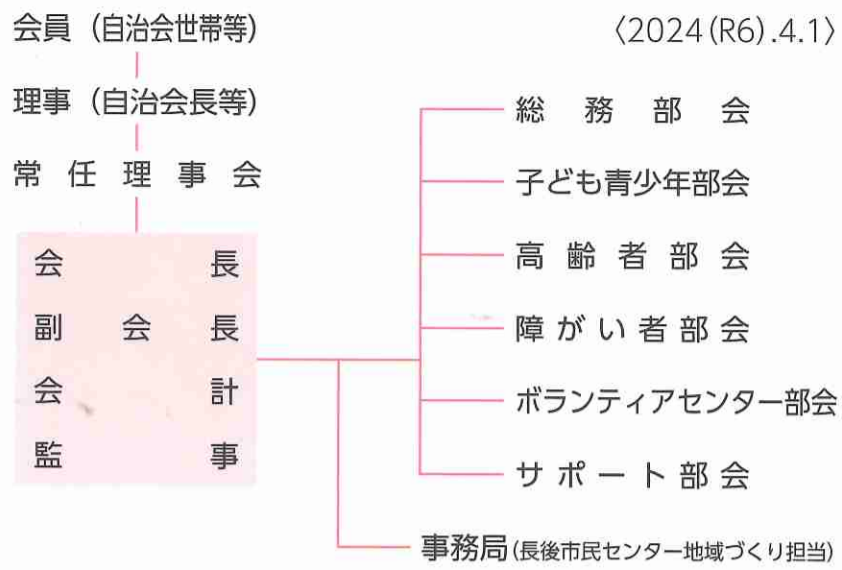 会員（自治会世帯等）
〈2024(R6).4.1〉
理事（自治会長等）
常任理事会
会長
副会長
会計
監事
総務部会
子ども青少年部会
高齢者部会
障がい者部会
ボランティアセンター部会
サポート部会
事務局(長後市民センター地域づくり担当)